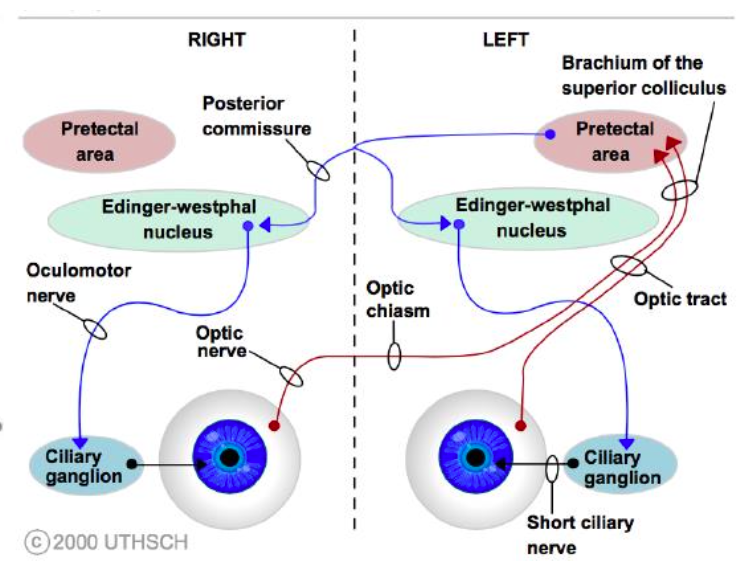 RIGHT
LEFT
Brachium of the
superior colliculus
Posterior
commissure
Pretectal
area
Pretectal
area
Edinger-westphal
nucleus
Edinger-westphal
nucleus
Oculomotor
nerve
Optic
chiasm
Optic tract
Optic
nerve
Ciliary
ganglion
Ciliary
ganglion
Short ciliary
nerve
©2000 UTHSCH